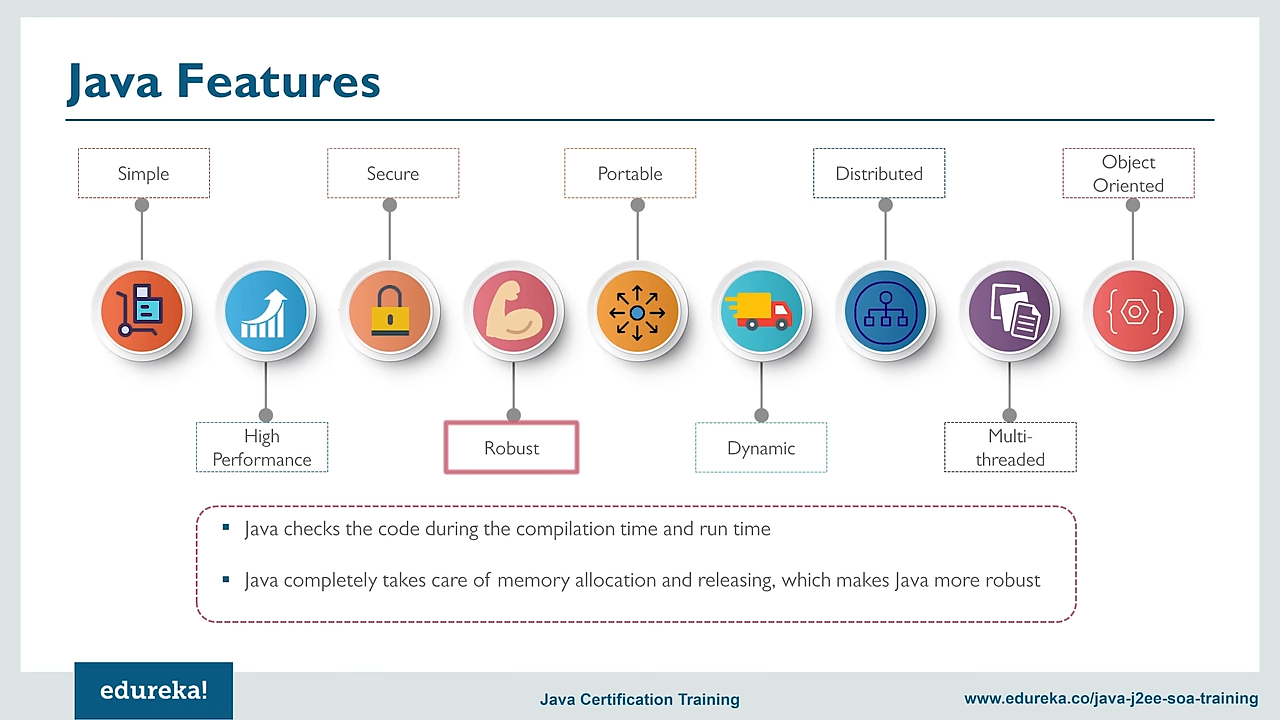 Java Features
Simple
Secure
Portable
Distributed
Object
Oriented
High
Performance
Robust
Dynamic
Multi-
threaded
▪ Java checks the code during the compilation time and run time
▪ Java completely takes care of memory allocation and releasing, which makes Java more robust
edureka!
Java Certification Training
www.edureka.co/java-j2ee-soa-training